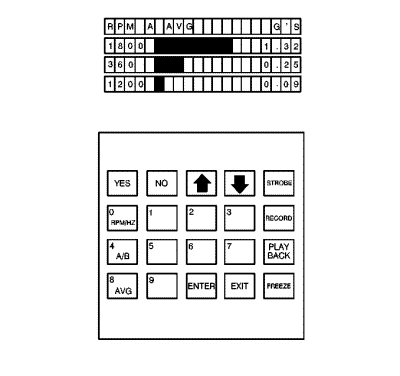 RPM A AVG G'S
1800 1.32
360 0.25
1200 0.09
YES NO STROBE
0 RPM/HZ 1 2 3 RECORD
4 A/B 5 6 7 PLAY BACK
8 AVG 9 ENTER EXIT FREEZE